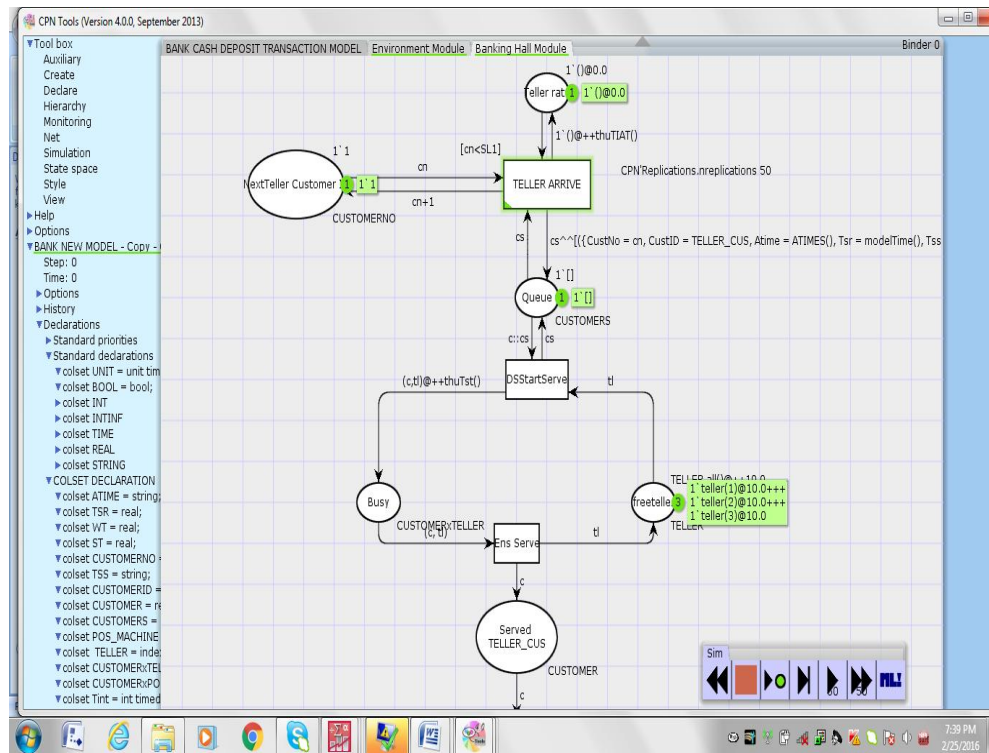 CPN Tools (Version 4.0.0, September 2013)
Tool box
Auxiliary
Create
Declare
Hierarchy
Monitoring
Net
Simulation
State space
Style
View
Help
Options
BANK NEW MODEL - Copy -
Step: 0
Time: 0
Options
History
Declarations
Standard priorities
Standard declarations
colset UNIT = unit tim
colset BOOL = bool;
colset INT
colset INTINF
colset TIME
colset REAL
colset STRING
COLSET DECLARATION
colset ATIME = string;
colset TSR = real;
colset WT = real;
colset ST = real;
colset CUSTOMERNO =
colset TSS = string;
colset CUSTOMERID =
colset CUSTOMER = re
colset CUSTOMERS =
colset POS_MACHINE
colset TELLER = inde
colset CUSTOMERxTEL
colset CUSTOMERxPO
colset Tint = int timed
BANK CASH DEPOSIT TRANSACTION MODEL Environment Module Banking Hall Module
Binder 0
1`()@0.0
Teller rat 1 1`()@0.0
1`()@++thuTIAT()
[cn<SL1]
1`1
NextTeller Customer 1 1`1
cn
cn+1
CUSTOMERNO
TELLER ARRIVE
CPN'Replications.nreplications 50
cs
cs^^[({CustNo = cn, CustID = TELLER_CUS, Atime = ATIMES(), Tsr = modelTime(), Tss
1`[]
Queue 1 1`[]
CUSTOMERS
c::cs cs
DSStartServe
(c,tl)@++thuTst()
tl
Busy
CUSTOMERxTELLER
(c, tl)
TELLER.all()@++10.0
freetelle 3
1`teller(1)@10.0+++
1`teller(2)@10.0+++
1`teller(3)@10.0
TELLER
Ens Serve
tl
c
Served
TELLER_CUS
CUSTOMER
c
Sim
50
50
ML!
7:39 PM
2/25/2016